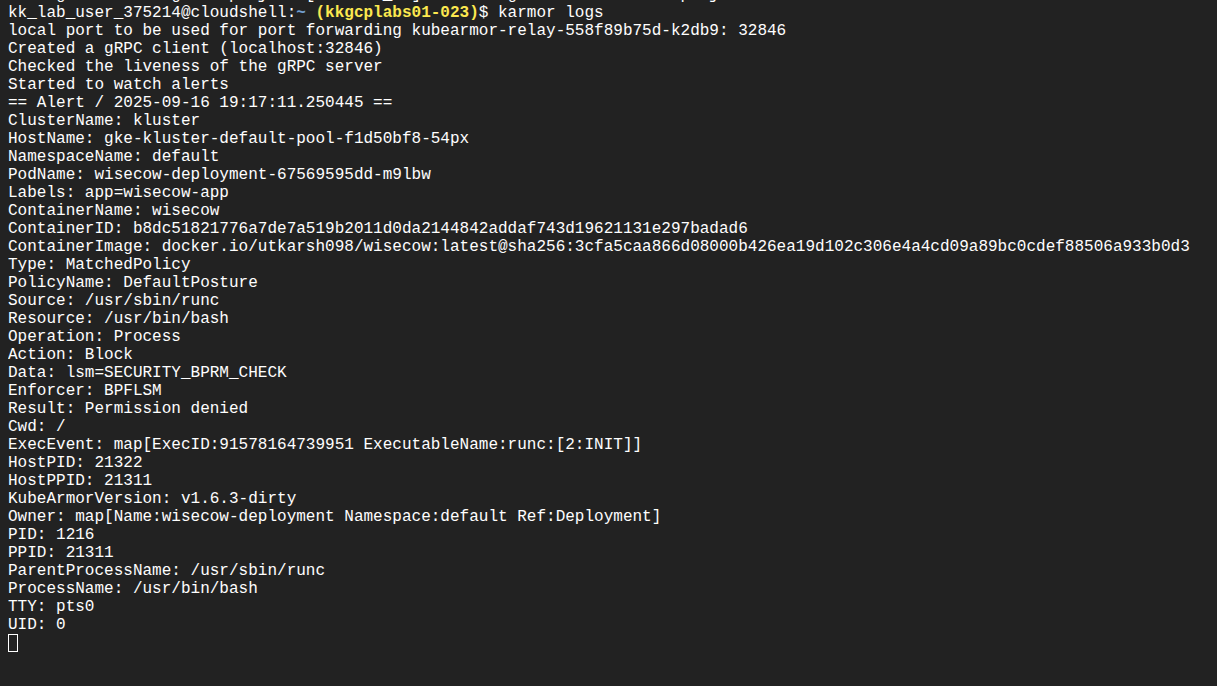 kk_lab_user_375214@cloudshell:~ (kkgcplabs01-023)$ karmor logs
local port to be used for port forwarding kubearmor-relay-558f89b75d-k2db9: 32846
Created a gRPC client (localhost:32846)
Checked the liveness of the gRPC server
Started to watch alerts
== Alert / 2025-09-16 19:17:11.250445 ==
ClusterName: kluster
HostName: gke-kluster-default-pool-f1d50bf8-54px
NamespaceName: default
PodName: wisecow-deployment-67569595dd-m9lbw
Labels: app=wisecow-app
ContainerName: wisecow
ContainerID: b8dc51821776a7de7a519b2011d0da2144842addaf743d19621131e297badad6
ContainerImage: docker.io/utkarsh098/wisecow:latest@sha256:3cfa5caa866d08000b426ea19d102c306e4a4cd09a89bc0cdef88506a933b0d3
Type: MatchedPolicy
PolicyName: DefaultPosture
Source: /usr/sbin/runc
Resource: /usr/bin/bash
Operation: Process
Action: Block
Data: lsm=SECURITY_BPRM_CHECK
Enforcer: BPFLSM
Result: Permission denied
Cwd: /
ExecEvent: map[ExecID:91578164739951 ExecutableName:runc:[2:INIT]]
HostPID: 21322
HostPPID: 21311
KubeArmorVersion: v1.6.3-dirty
Owner: map[Name:wisecow-deployment Namespace:default Ref:Deployment]
PID: 1216
PPID: 21311
ParentProcessName: /usr/sbin/runc
ProcessName: /usr/bin/bash
TTY: pts0
UID: 0